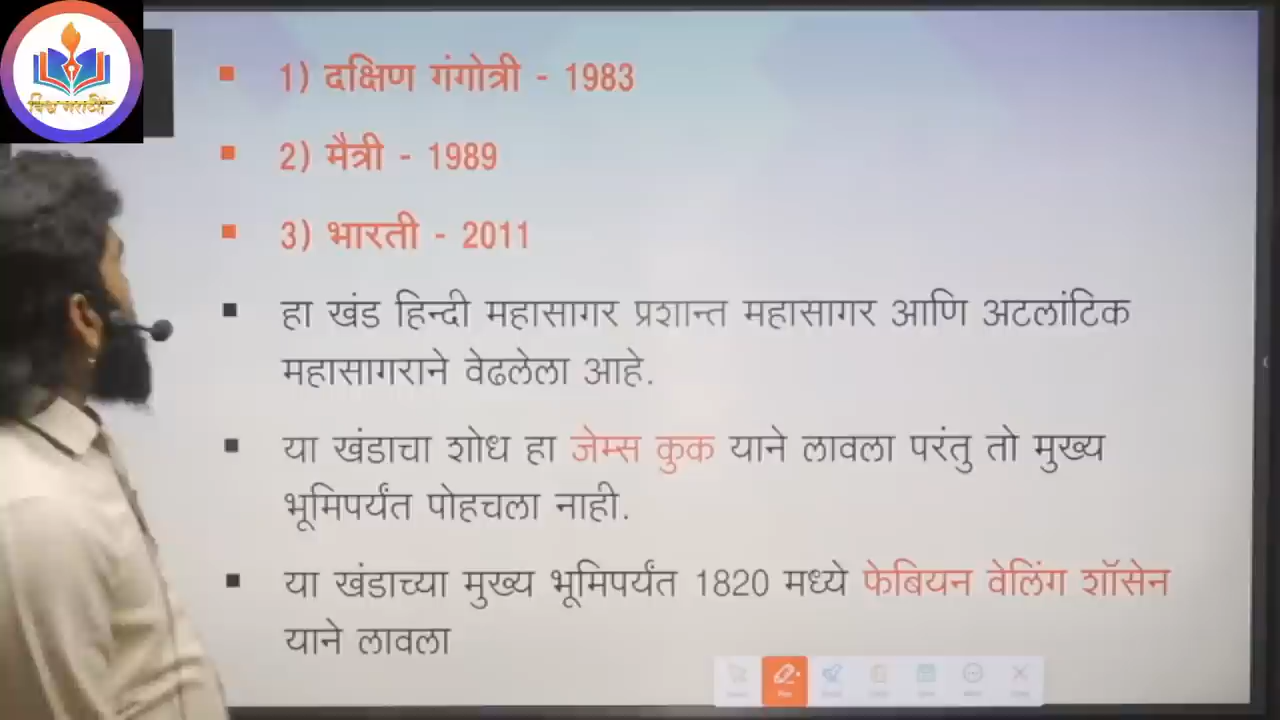 विश्व मराठी
1) दक्षिण गंगोत्री - 1983
2) मैत्री - 1989
3) भारती - 2011
हा खंड हिन्दी महासागर प्रशान्त महासागर आणि अटलांटिक
महासागराने वेढलेला आहे.
या खंडाचा शोध हा जेम्स कुक याने लावला परंतु तो मुख्य
भूमिपर्यंत पोहचला नाही.
या खंडाच्या मुख्य भूमिपर्यंत 1820 मध्ये फेबियन वेलिंग शॉसेन
याने लावला